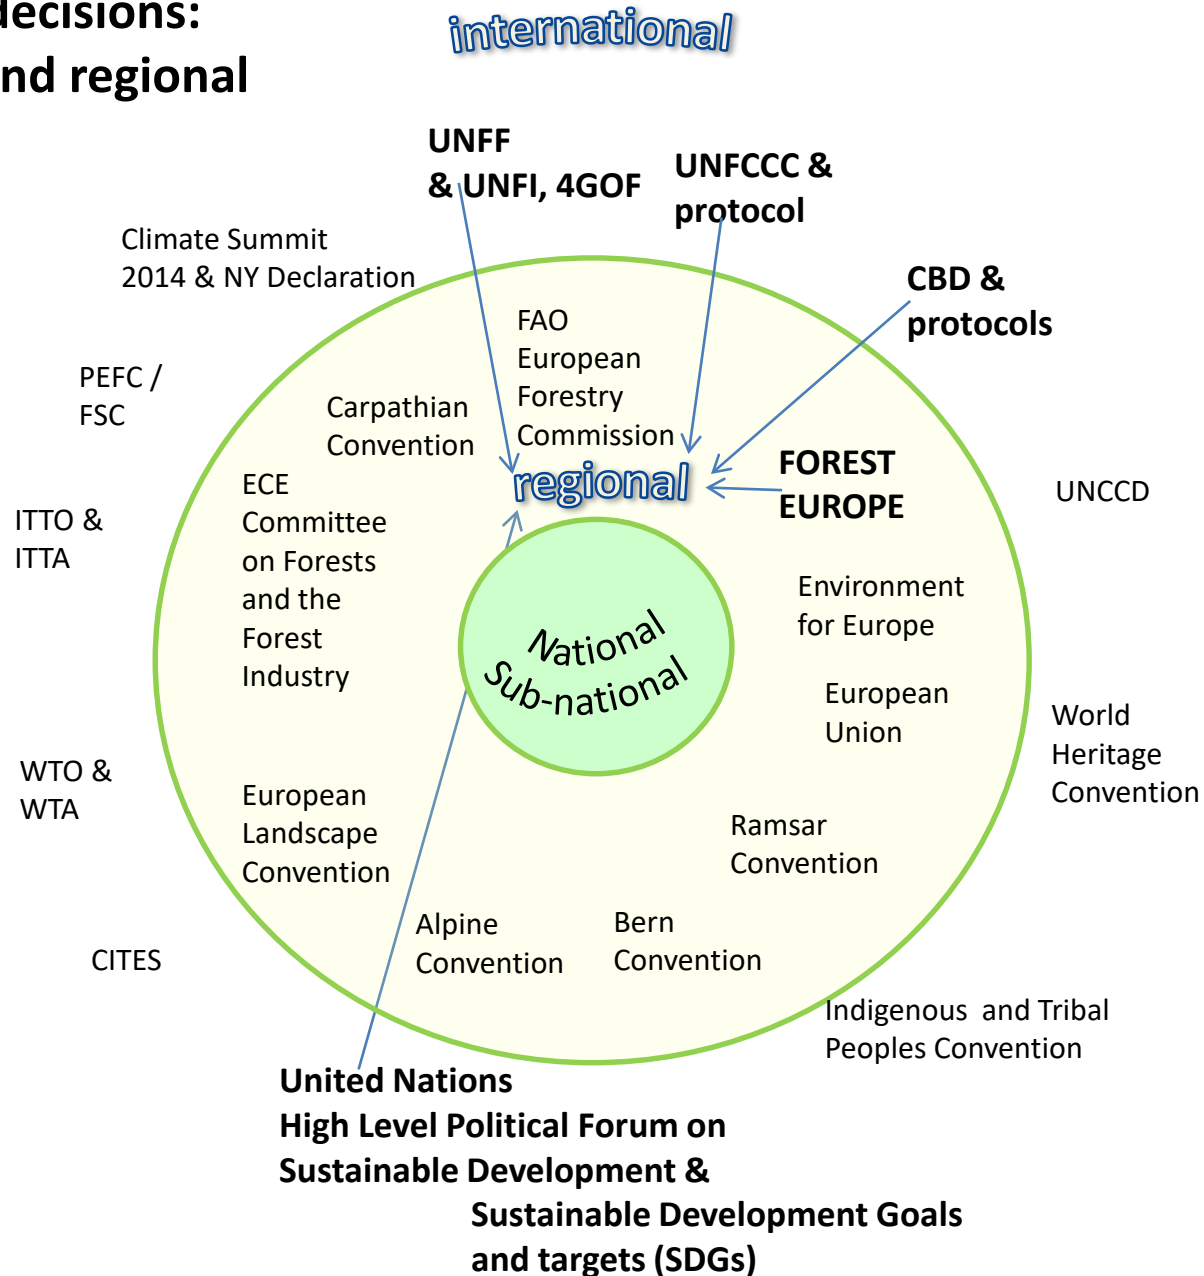 decisions:
nd regional
international
UNFF
& UNFI, 4GOF
UNFCCC &
protocol
Climate Summit
2014 & NY Declaration
CBD &
protocols
FAO
European
Forestry
Commission
PEFC /
FSC
Carpathian
Convention
regional
FOREST
EUROPE
UNCCD
ECE
Committee
on Forests
and the
Forest
Industry
ITTO &
ITTA
Environment
for Europe
National
Sub-national
European
Union
World
Heritage
Convention
WTO &
WTA
European
Landscape
Convention
Ramsar
Convention
Alpine
Convention
Bern
Convention
CITES
Indigenous and Tribal
Peoples Convention
United Nations
High Level Political Forum on
Sustainable Development &
Sustainable Development Goals
and targets (SDGs)